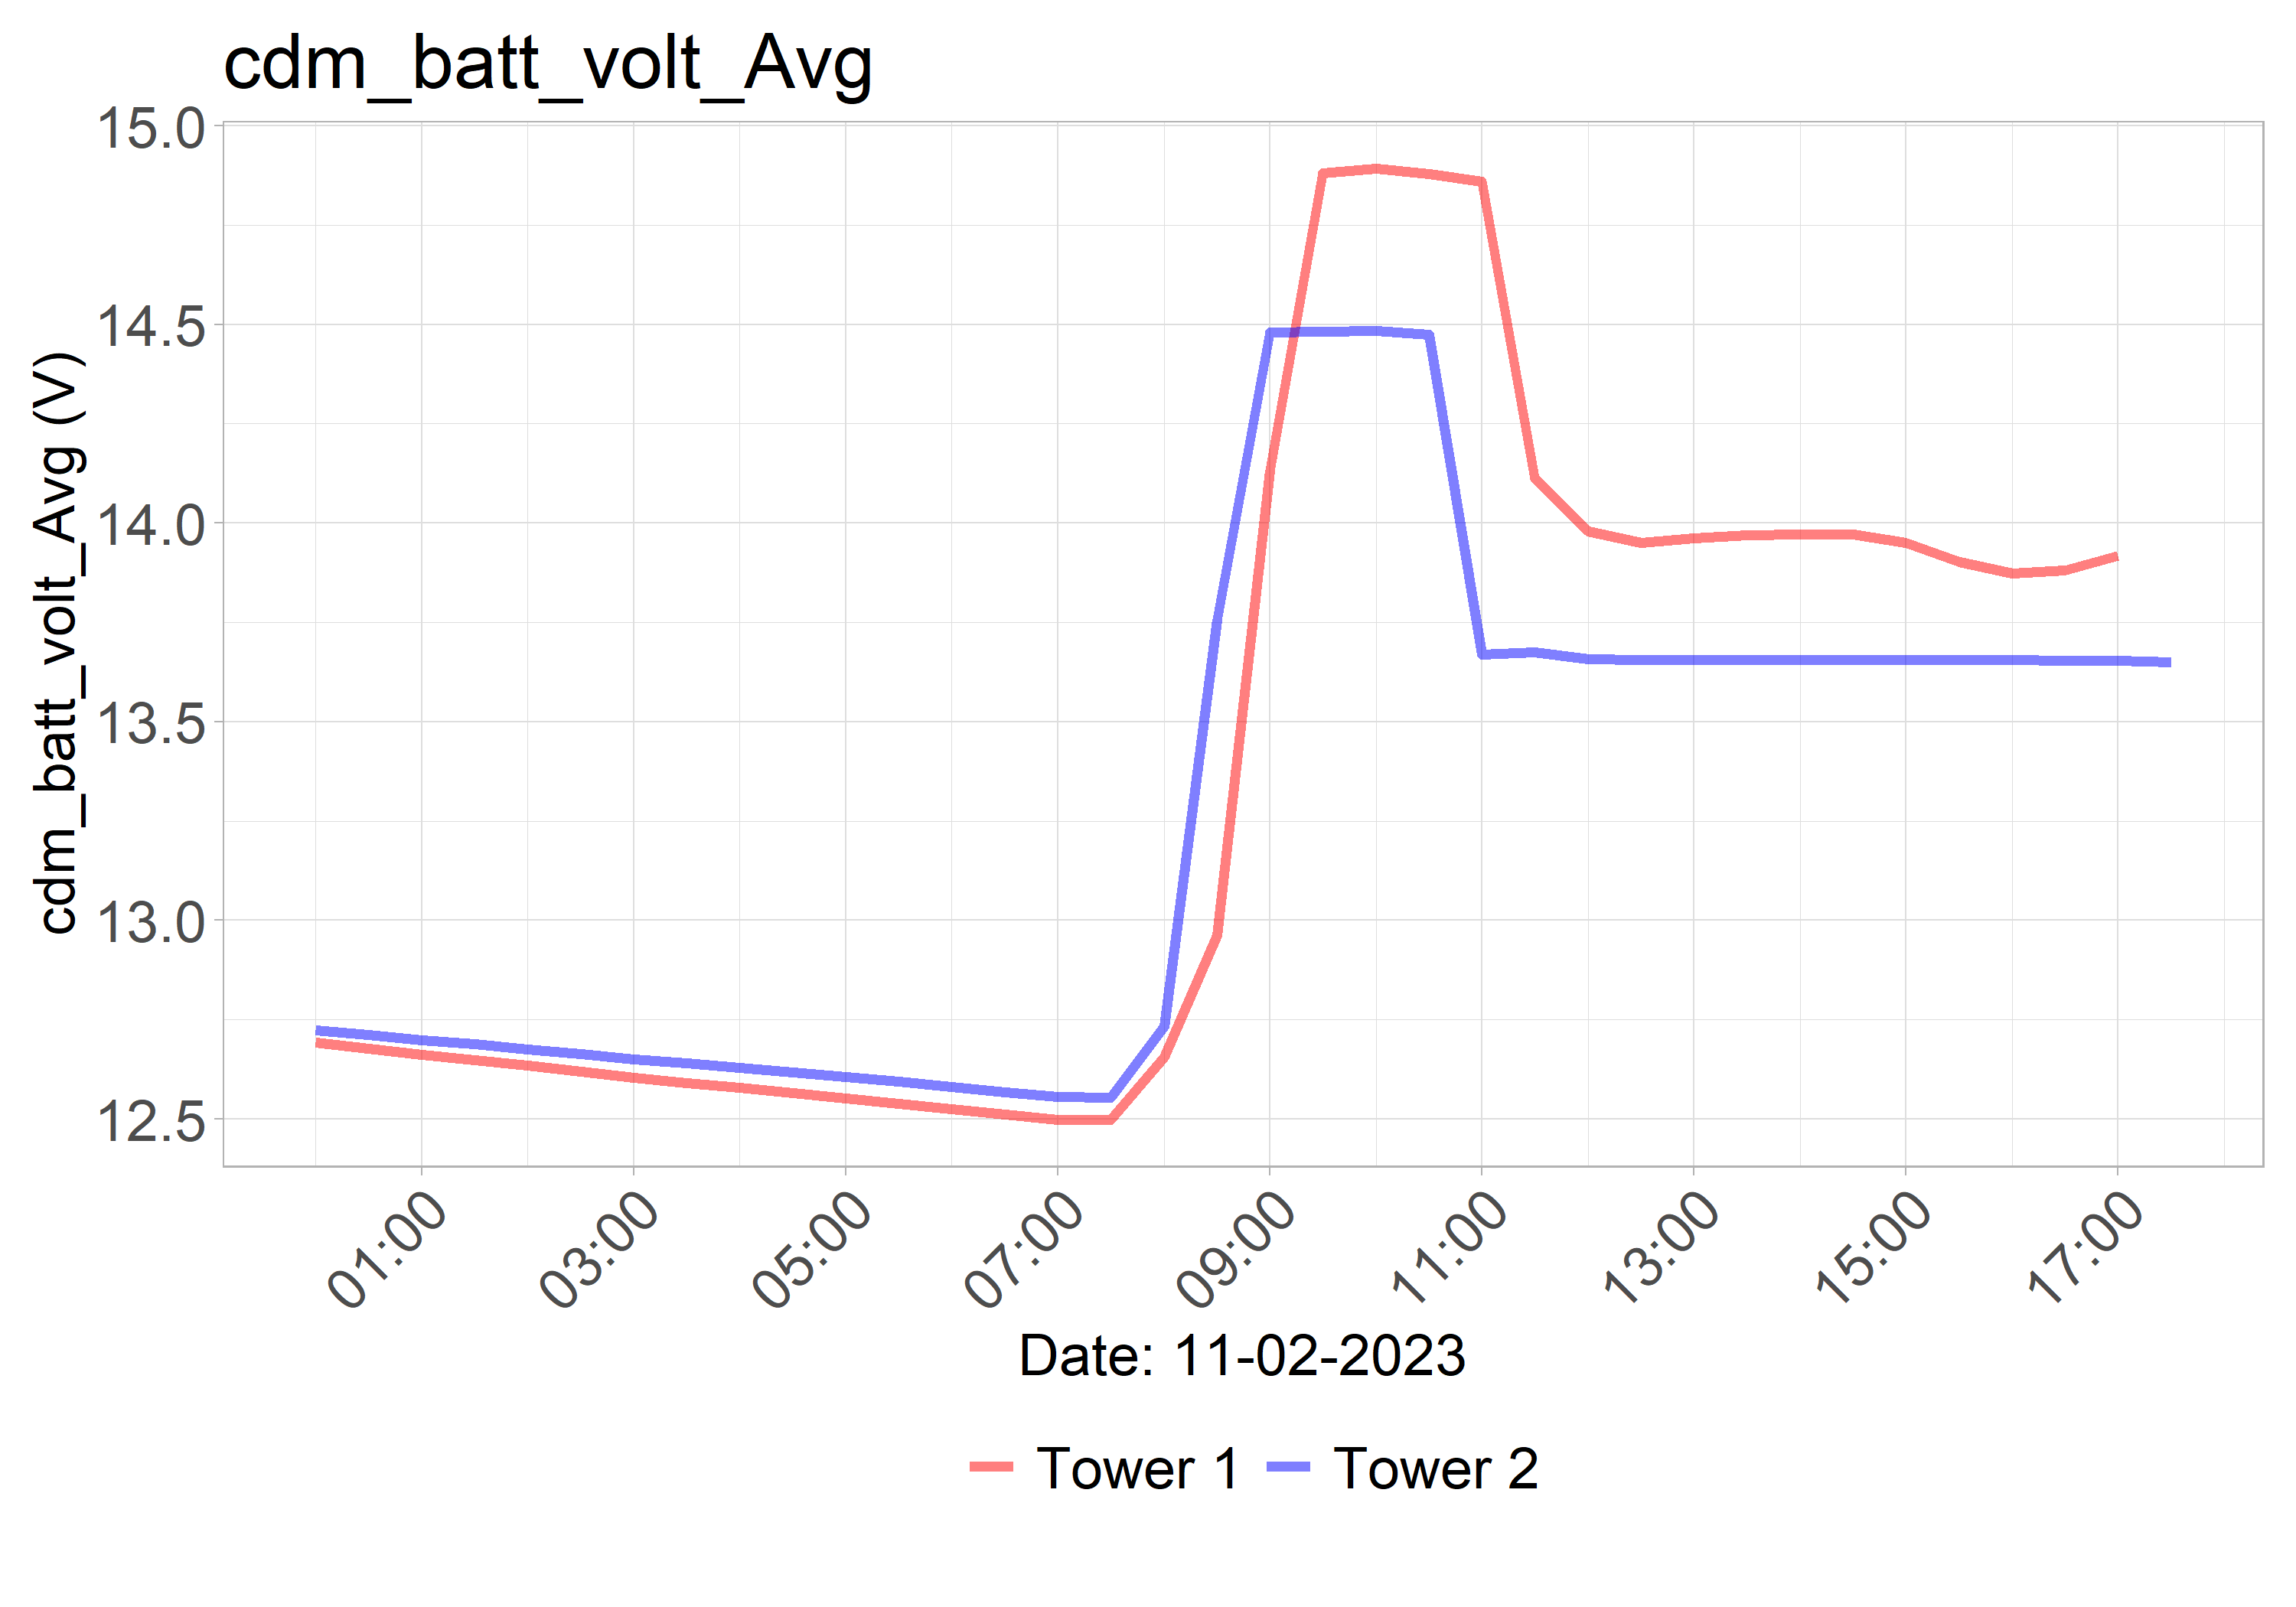 cdm_batt_volt_Avg
cdm_batt_volt_Avg (V)
15.0
14.5
14.0
13.5
13.0
12.5
01:00 03:00 05:00 07:00 09:00 11:00 13:00 15:00 17:00
Date: 11-02-2023
Tower 1 Tower 2